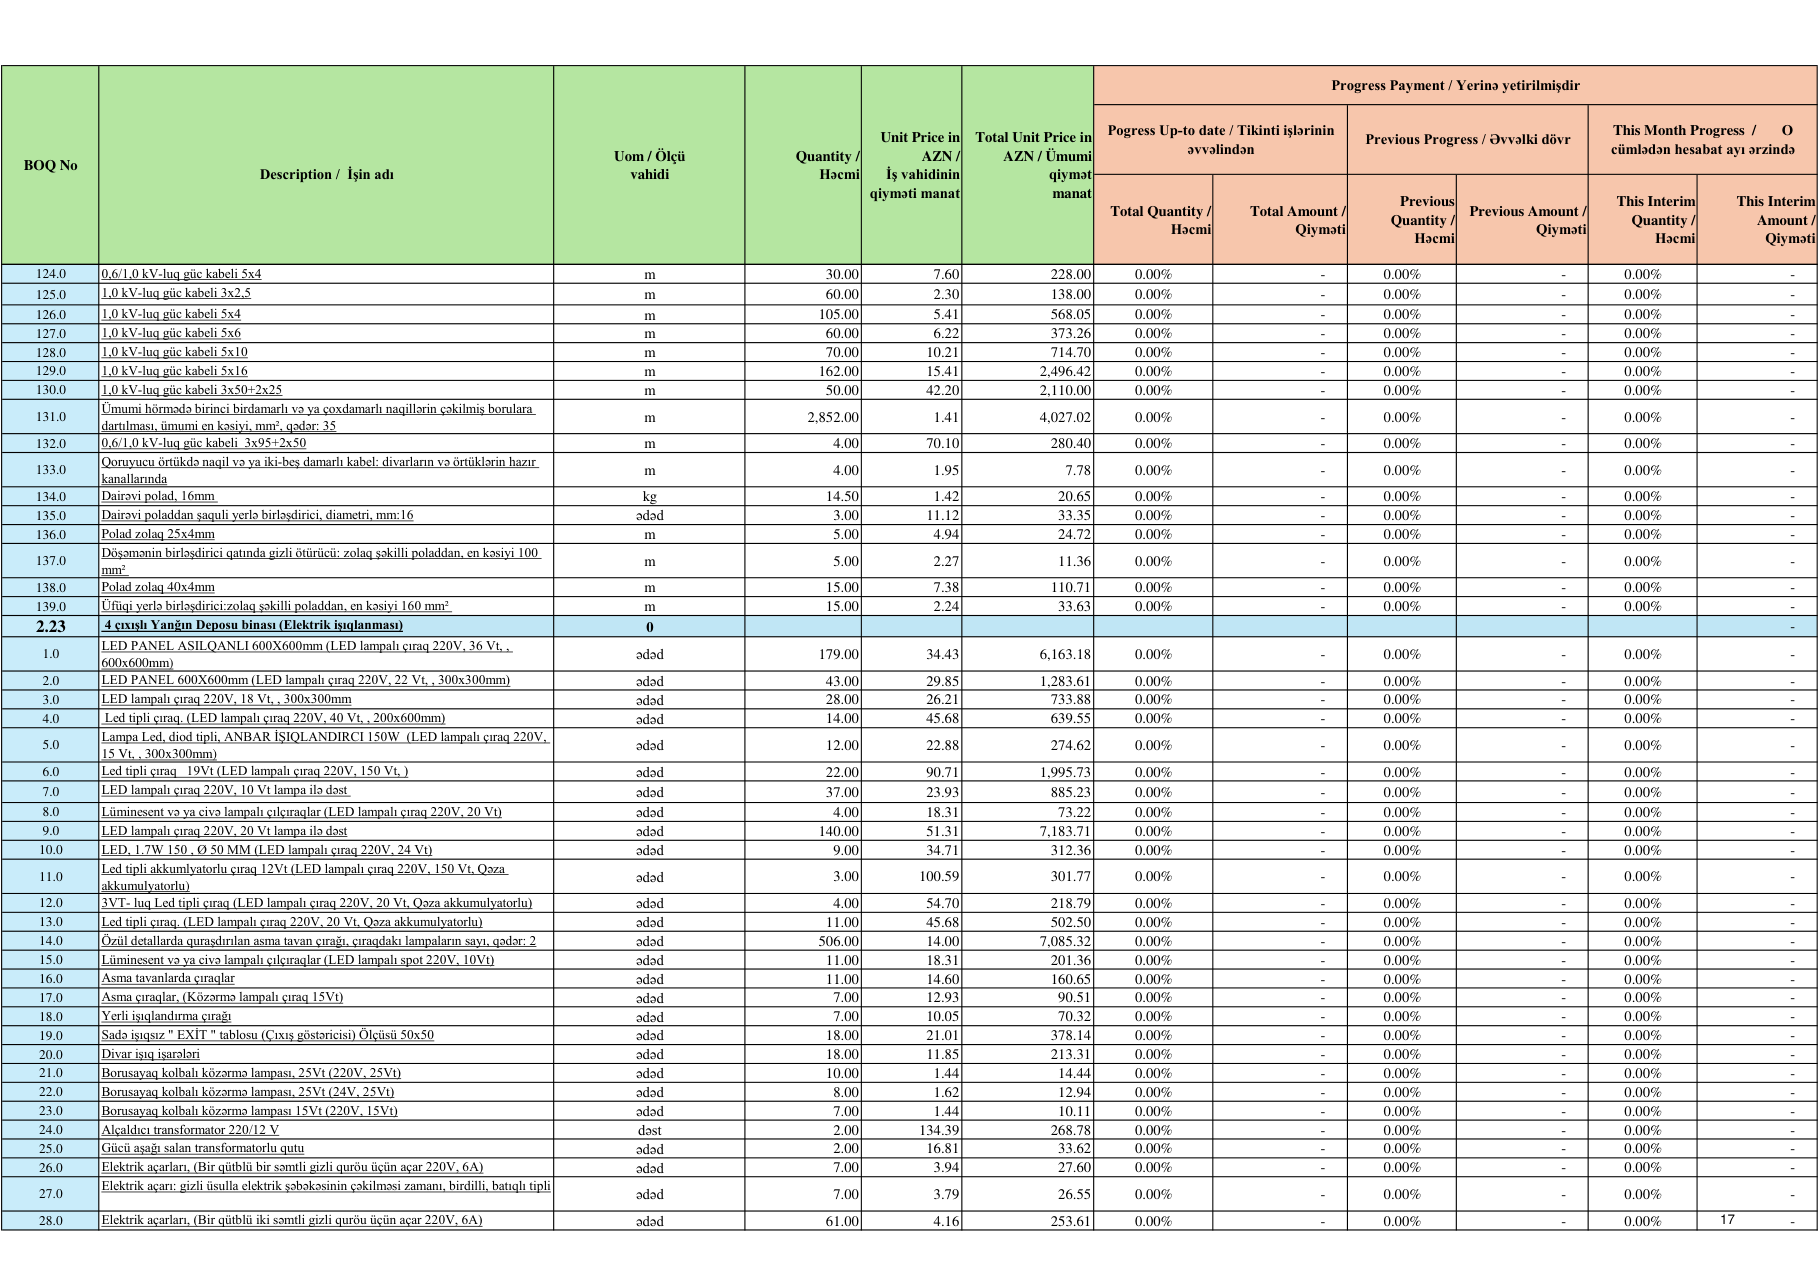 Progress Payment / Yerinə yetirilmişdir
BOQ No
Description / İşin adı
Uom / Ölçü
vahidi
Quantity /
Həcmi
Unit Price in
AZN /
İş vahidinin
qiyməti manat
Total Unit Price in
AZN / Ümumi
qiymət
manat
Pogress Up-to date / Tikinti işlərinin
əvvəlindən
Previous Progress / Əvvəlki dövr
This Month Progress / O
cümlədən hesabat ayı ərzində
Total Quantity /
Həcmi
Total Amount /
Qiyməti
Previous
Quantity /
Həcmi
Previous Amount /
Qiyməti
This Interim
Quantity /
Həcmi
This Interim
Amount /
Qiyməti
124.0 0,6/1,0 kV-luq güc kabeli 5x4 m 30.00 7.60 228.00 0.00% - 0.00% - 0.00% -
125.0 1,0 kV-luq güc kabeli 3x2,5 m 60.00 2.30 138.00 0.00% - 0.00% - 0.00% -
126.0 1,0 kV-luq güc kabeli 5x4 m 105.00 5.41 568.05 0.00% - 0.00% - 0.00% -
127.0 1,0 kV-luq güc kabeli 5x6 m 60.00 6.22 373.26 0.00% - 0.00% - 0.00% -
128.0 1,0 kV-luq güc kabeli 5x10 m 70.00 10.21 714.70 0.00% - 0.00% - 0.00% -
129.0 1,0 kV-luq güc kabeli 5x16 m 162.00 15.41 2,496.42 0.00% - 0.00% - 0.00% -
130.0 1,0 kV-luq güc kabeli 3x50+2x25 m 50.00 42.20 2,110.00 0.00% - 0.00% - 0.00% -
131.0 Ümumi hörmədə birinci birdamarlı və ya çoxdamarlı naqillərin çəkilmiş borulara
dartılması, ümumi en kəsiyi, mm², qədər: 35 m 2,852.00 1.41 4,027.02 0.00% - 0.00% - 0.00% -
132.0 0,6/1,0 kV-luq güc kabeli 3x95+2x50 m 4.00 70.10 280.40 0.00% - 0.00% - 0.00% -
133.0 Qoruyucu örtükdə naqil və ya iki-beş damarlı kabel: divarların və örtüklərin hazır
kanallarında m 4.00 1.95 7.78 0.00% - 0.00% - 0.00% -
134.0 Dairəvi polad, 16mm kg 14.50 1.42 20.65 0.00% - 0.00% - 0.00% -
135.0 Dairəvi poladdan şaquli yerlə birləşdirici, diametri, mm:16 ədəd 3.00 11.12 33.35 0.00% - 0.00% - 0.00% -
136.0 Polad zolaq 25x4mm m 5.00 4.94 24.72 0.00% - 0.00% - 0.00% -
137.0 Döşəmənin birləşdirici qatında gizli ötürücü: zolaq şəkilli poladdan, en kəsiyi 100
mm² m 5.00 2.27 11.36 0.00% - 0.00% - 0.00% -
138.0 Polad zolaq 40x4mm m 15.00 7.38 110.71 0.00% - 0.00% - 0.00% -
139.0 Üfüqi yerlə birləşdirici:zolaq şəkilli poladdan, en kəsiyi 160 mm² m 15.00 2.24 33.63 0.00% - 0.00% - 0.00% -
2.23 4 çıxışlı Yanğın Deposu binası (Elektrik işıqlanması) 0 -
1.0 LED PANEL ASILQANLI 600X600mm (LED lampalı çıraq 220V, 36 Vt, ,
600x600mm) ədəd 179.00 34.43 6,163.18 0.00% - 0.00% - 0.00% -
2.0 LED PANEL 600X600mm (LED lampalı çıraq 220V, 22 Vt, , 300x300mm) ədəd 43.00 29.85 1,283.61 0.00% - 0.00% - 0.00% -
3.0 LED lampalı çıraq 220V, 18 Vt, , 300x300mm ədəd 28.00 26.21 733.88 0.00% - 0.00% - 0.00% -
4.0 Led tipli çıraq. (LED lampalı çıraq 220V, 40 Vt, , 200x600mm) ədəd 14.00 45.68 639.55 0.00% - 0.00% - 0.00% -
5.0 Lampa Led, diod tipli, ANBAR İŞIQLANDIRCI 150W (LED lampalı çıraq 220V,
15 Vt, , 300x300mm) ədəd 12.00 22.88 274.62 0.00% - 0.00% - 0.00% -
6.0 Led tipli çıraq 19Vt (LED lampalı çıraq 220V, 150 Vt, ) ədəd 22.00 90.71 1,995.73 0.00% - 0.00% - 0.00% -
7.0 LED lampalı çıraq 220V, 10 Vt lampa ilə dəst ədəd 37.00 23.93 885.23 0.00% - 0.00% - 0.00% -
8.0 Lüminesent və ya civə lampalı çılçıraqlar (LED lampalı çıraq 220V, 20 Vt) ədəd 4.00 18.31 73.22 0.00% - 0.00% - 0.00% -
9.0 LED lampalı çıraq 220V, 20 Vt lampa ilə dəst ədəd 140.00 51.31 7,183.71 0.00% - 0.00% - 0.00% -
10.0 LED, 1.7W 150 , Ø 50 MM (LED lampalı çıraq 220V, 24 Vt) ədəd 9.00 34.71 312.36 0.00% - 0.00% - 0.00% -
11.0 Led tipli akkumlyatorlu çıraq 12Vt (LED lampalı çıraq 220V, 150 Vt, Qəza
akkumulyatorlu) ədəd 3.00 100.59 301.77 0.00% - 0.00% - 0.00% -
12.0 3VT- luq Led tipli çıraq (LED lampalı çıraq 220V, 20 Vt, Qəza akkumulyatorlu) ədəd 4.00 54.70 218.79 0.00% - 0.00% - 0.00% -
13.0 Led tipli çıraq. (LED lampalı çıraq 220V, 20 Vt, Qəza akkumulyatorlu) ədəd 11.00 45.68 502.50 0.00% - 0.00% - 0.00% -
14.0 Özül detallarda quraşdırılan asma tavan çırağı, çıraqdakı lampaların sayı, qədər: 2 ədəd 506.00 14.00 7,085.32 0.00% - 0.00% - 0.00% -
15.0 Lüminesent və ya civə lampalı çılçıraqlar (LED lampalı spot 220V, 10Vt) ədəd 11.00 18.31 201.36 0.00% - 0.00% - 0.00% -
16.0 Asma tavanlarda çıraqlar ədəd 11.00 14.60 160.65 0.00% - 0.00% - 0.00% -
17.0 Asma çıraqlar, (Közərmə lampalı çıraq 15Vt) ədəd 7.00 12.93 90.51 0.00% - 0.00% - 0.00% -
18.0 Yerli işıqlandırma çırağı ədəd 7.00 10.05 70.32 0.00% - 0.00% - 0.00% -
19.0 Sadə işıqsız " EXİT " tablosu (Çıxış göstəricisi) Ölçüsü 50x50 ədəd 18.00 21.01 378.14 0.00% - 0.00% - 0.00% -
20.0 Divar işıq işarələri ədəd 18.00 11.85 213.31 0.00% - 0.00% - 0.00% -
21.0 Borusayaq kolbalı közərmə lampası, 25Vt (220V, 25Vt) ədəd 10.00 1.44 14.44 0.00% - 0.00% - 0.00% -
22.0 Borusayaq kolbalı közərmə lampası, 25Vt (24V, 25Vt) ədəd 8.00 1.62 12.94 0.00% - 0.00% - 0.00% -
23.0 Borusayaq kolbalı közərmə lampası 15Vt (220V, 15Vt) ədəd 7.00 1.44 10.11 0.00% - 0.00% - 0.00% -
24.0 Alçaldıcı transformator 220/12 V dəst 2.00 134.39 268.78 0.00% - 0.00% - 0.00% -
25.0 Gücü aşağı salan transformatorlu qutu ədəd 2.00 16.81 33.62 0.00% - 0.00% - 0.00% -
26.0 Elektrik açarları, (Bir qütblü bir səmtli gizli quröu üçün açar 220V, 6A) ədəd 7.00 3.94 27.60 0.00% - 0.00% - 0.00% -
27.0 Elektrik açarı: gizli üsulla elektrik şəbəkəsinin çəkilməsi zamanı, birdilli, batıqlı tipli ədəd 7.00 3.79 26.55 0.00% - 0.00% - 0.00% -
28.0 Elektrik açarları, (Bir qütblü iki səmtli gizli quröu üçün açar 220V, 6A) ədəd 61.00 4.16 253.61 0.00% - 0.00% - 0.00% 17 -